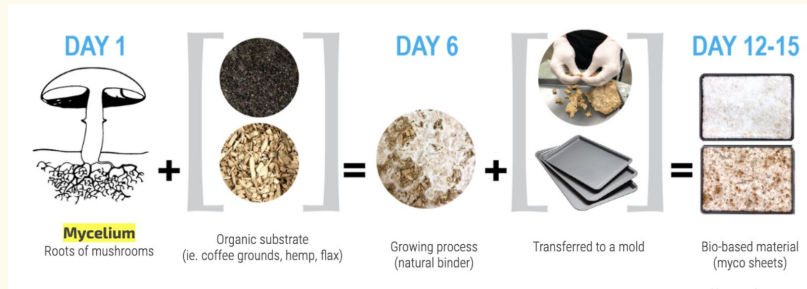 DAY 1
DAY 6
DAY 12-15
+
=
+
=
Mycelium
Roots of mushrooms
Organic substrate
(ie. coffee grounds, hemp, flax)
Growing process
(natural binder)
Transferred to a mold
Bio-based material
(myco sheets)